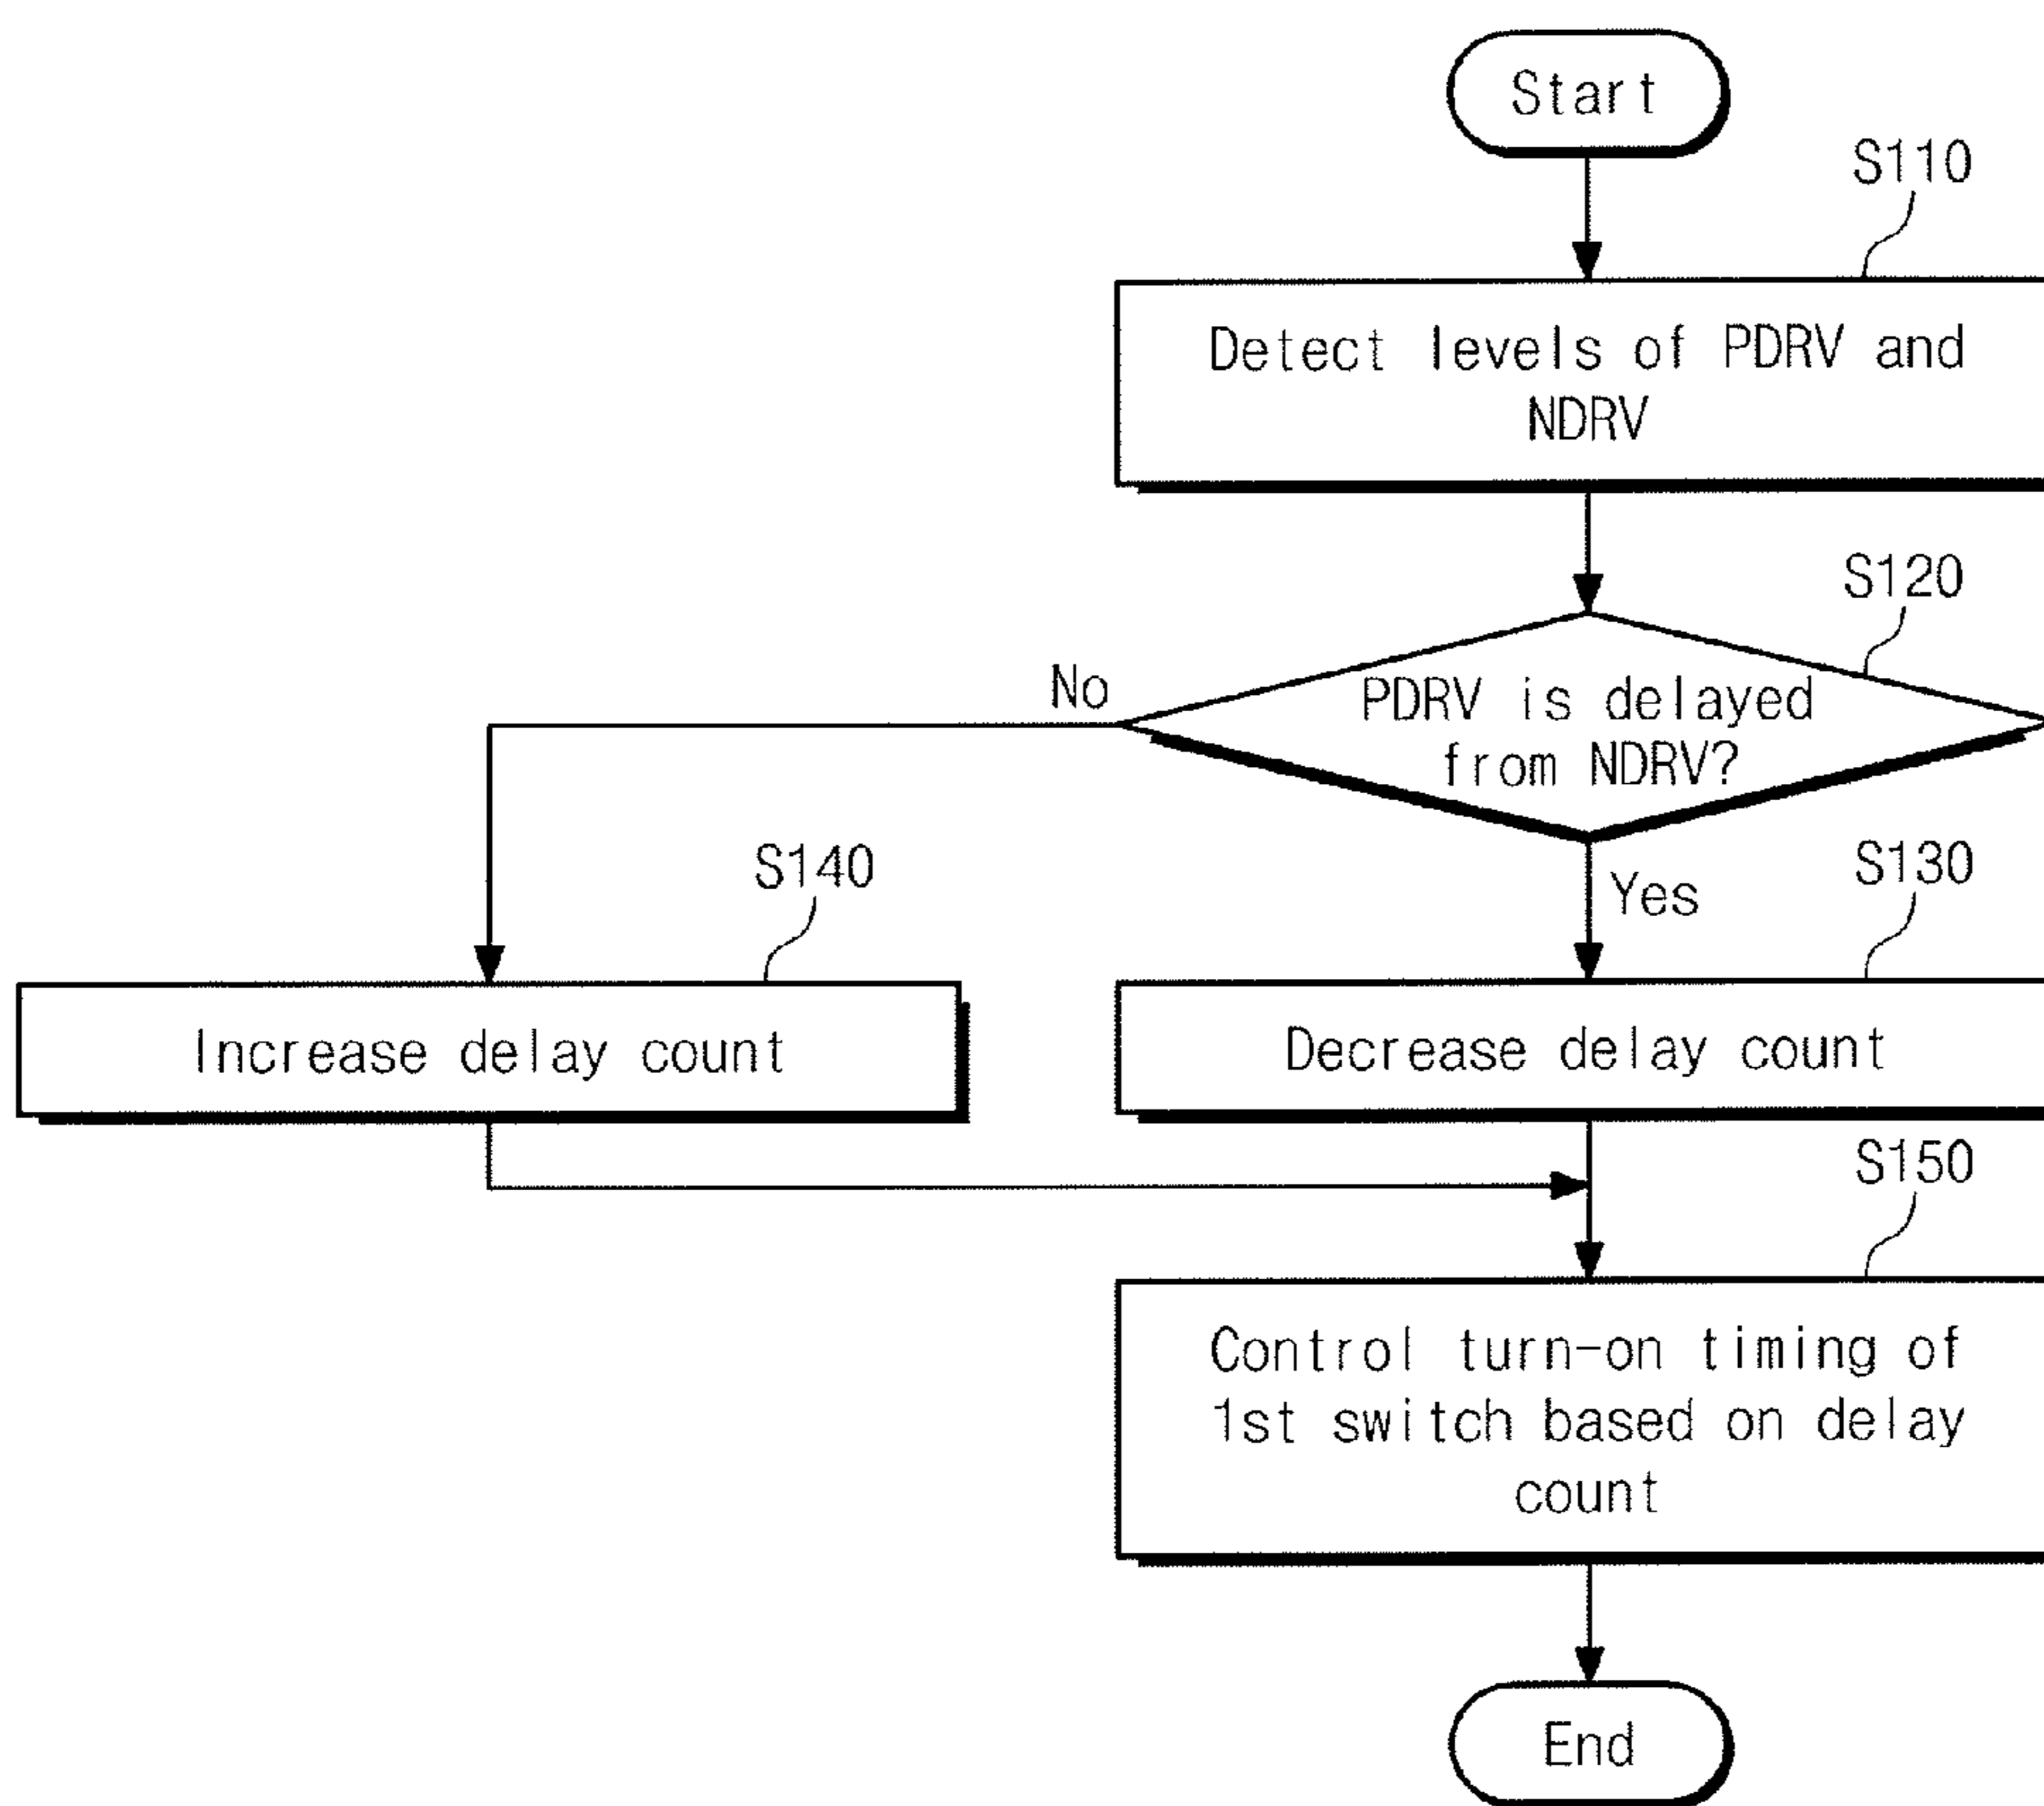 Start
S110
Detect levels of PDRV and
NDRV
S120
No
PDRV is delayed
from NDRV?
S140
Yes
S130
Increase delay count
Decrease delay count
S150
Control turn-on timing of
1st switch based on delay
count
End